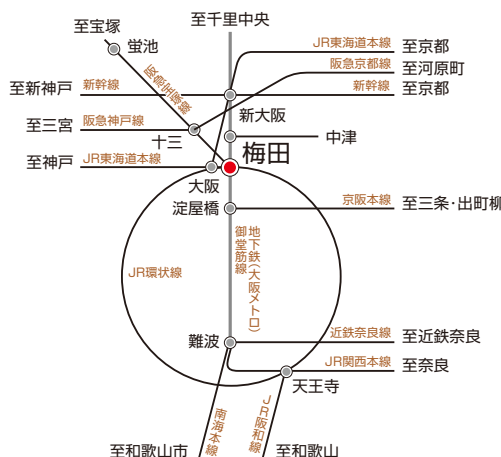 至千里中央
至宝塚
蛍池
JR東海道本線
至京都
阪急宝塚線
阪急京都線
至河原町
至新神戸
新幹線
新幹線
至京都
新大阪
至三宮
阪急神戸線
十三
中津
梅田
至神戸
JR東海道本線
大阪
淀屋橋
京阪本線
至三条・出町柳
地下鉄(大阪メトロ)
御堂筋線
JR環状線
難波
近鉄奈良線
至近鉄奈良
JR関西本線
至奈良
天王寺
南海本線
JR阪和線
至和歌山市
至和歌山